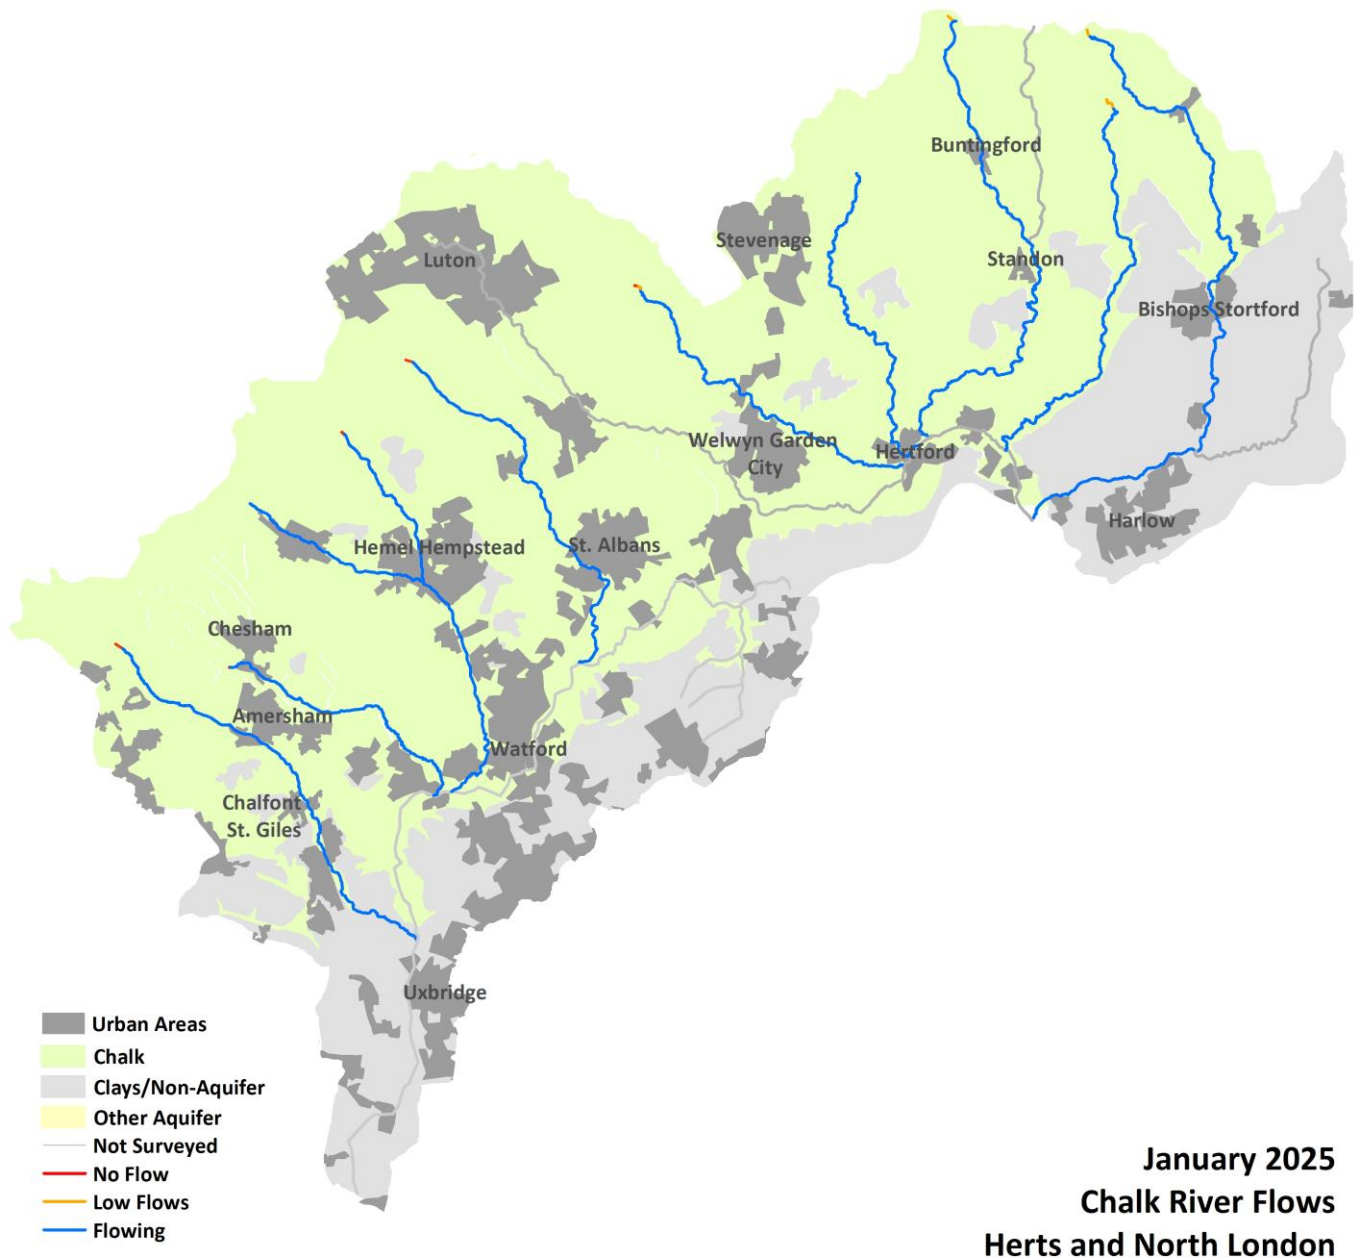 Buntingford
Stevenage
Luton
Standon
Bishops Stortford
Welwyn Garden
City
Hertford
Harlow
Hemel Hempstead
St. Albans
Chesham
Amersham
Watford
Chalfont
St. Giles
Uxbridge
Urban Areas
Chalk
Clays/Non-Aquifer
Other Aquifer
Not Surveyed
No Flow
Low Flows
Flowing
January 2025
Chalk River Flows
Herts and North London